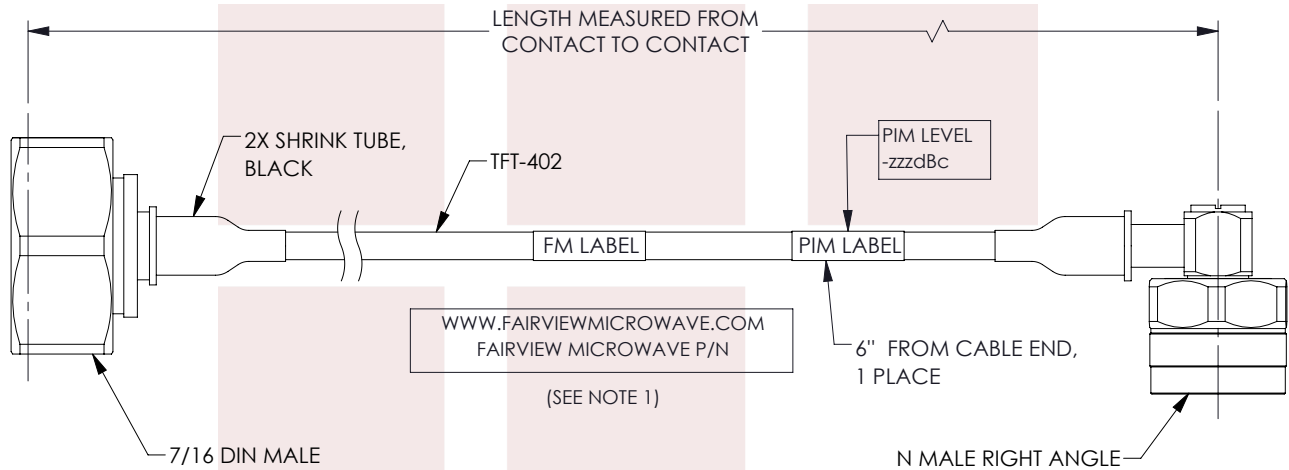 LENGTH MEASURED FROM
CONTACT TO CONTACT
2X SHRINK TUBE,
BLACK
TFT-402
PIM LEVEL
-zzzdBc
FM LABEL
PIM LABEL
WWW.FAIRVIEWMICROWAVE.COM
FAIRVIEW MICROWAVE P/N
(SEE NOTE 1)
6" FROM CABLE END,
1 PLACE
7/16 DIN MALE
N MALE RIGHT ANGLE